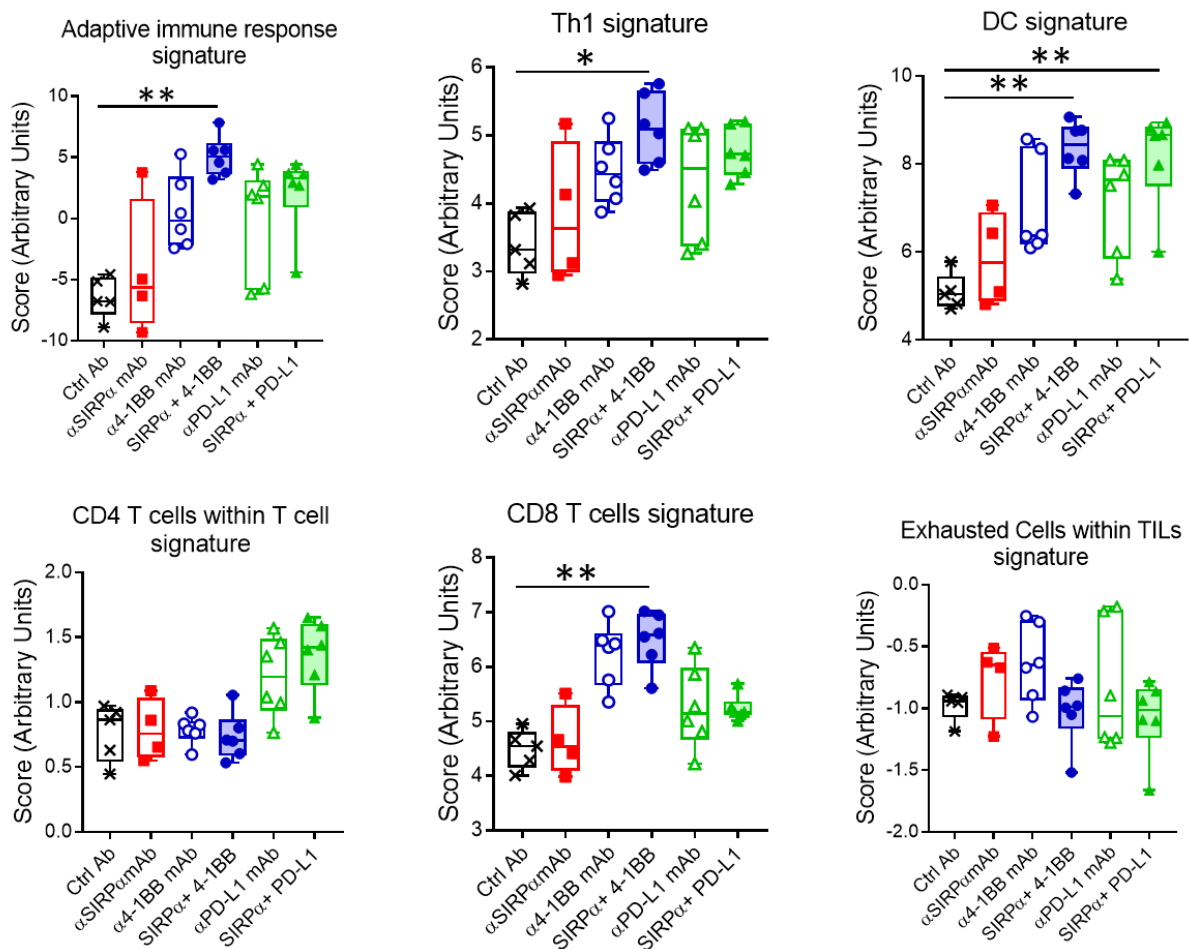 Adaptive immune response
signature
**
Score (Arbitrary Units)
10
5
0
-5
-10
Ctrl Ab
αSIRPα mAb
α4-1BB mAb
SIRPα+ 4-1BB
αPD-L1 mAb
SIRPα+ PD-L1
Th1 signature
*
Score (Arbitrary Units)
6
5
4
3
2
Ctrl Ab
αSIRPαmAb
α4-1BB mAb
SIRPα+ 4-1BB
αPD-L1 mAb
SIRPα+ PD-L1
DC signature
**
**
Score (Arbitrary Units)
10
8
6
4
Ctrl Ab
αSIRPαmAb
α4-1BB mAb
SIRPα+ 4-1BB
αPD-L1 mAb
SIRPα+ PD-L1
CD4 T cells within T cell
signature
Score (Arbitrary Units)
2.0
1.5
1.0
0.5
0.0
Ctrl Ab
αSIRPαmAb
α4-1BB mAb
SIRPα+ 4-1BB
αPD-L1 mAb
SIRPα+ PD-L1
CD8 T cells signature
**
Score (Arbitrary Units)
8
7
6
5
4
3
Ctrl Ab
αSIRPαmAb
α4-1BB mAb
SIRPα+ 4-1BB
αPD-L1 mAb
SIRPα+ PD-L1
Exhausted Cells within TILs
signature
Score (Arbitrary Units)
0.0
-0.5
-1.0
-1.5
-2.0
Ctrl Ab
αSIRPαmAb
α4-1BB mAb
SIRPα+ 4-1BB
αPD-L1 mAb
SIRPα+ PD-L1